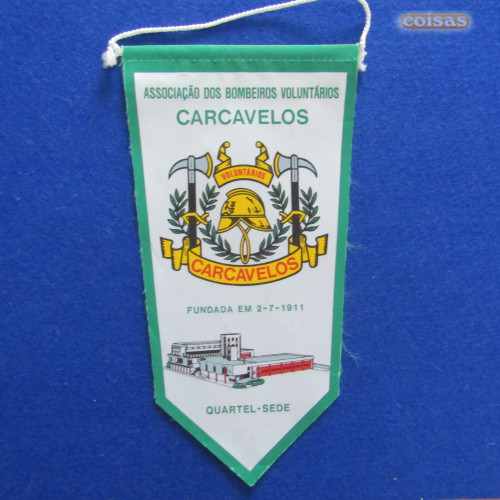 coisas
ASSOCIAÇÃO DOS BOMBEIROS VOLUNTÁRIOS
CARCAVELOS
VOLUNTÁRIOS
CARCAVELOS
FUNDADA EM 2-7-1911
QUARTEL-SEDE